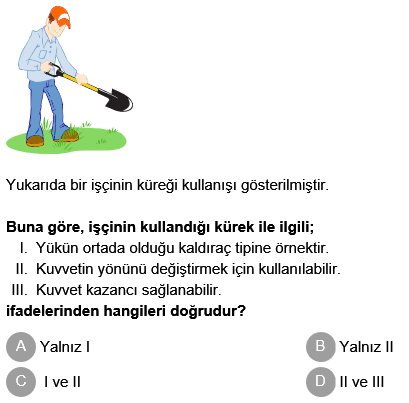 Yukarıda bir işçinin küreği kullanışı gösterilmiştir.
Buna göre, işçinin kullandığı kürek ile ilgili;
I. Yükün ortada olduğu kaldıraç tipine örnektir.
II. Kuvvetin yönünü değiştirmek için kullanılabilir.
III. Kuvvet kazancı sağlanabilir.
ifadelerinden hangileri doğrudur?
A Yalnız I
B Yalnız II
C I ve II
D II ve III